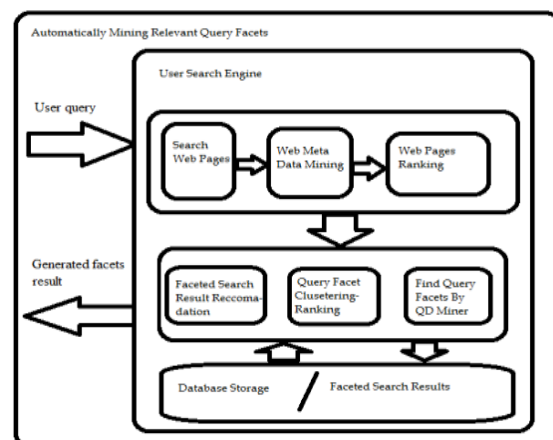 Automatically Mining Relevant Query Facets
User Search Engine
User query
Search
Web Pages
Web Meta
Data Mining
Web Pages
Ranking
Generated facets
result
Faceted Search
Result Reccoma-
dation
Query Facet
Clusetering-
Ranking
Find Query
Facets By
QD Miner
Database Storage
/
Faceted Search Results